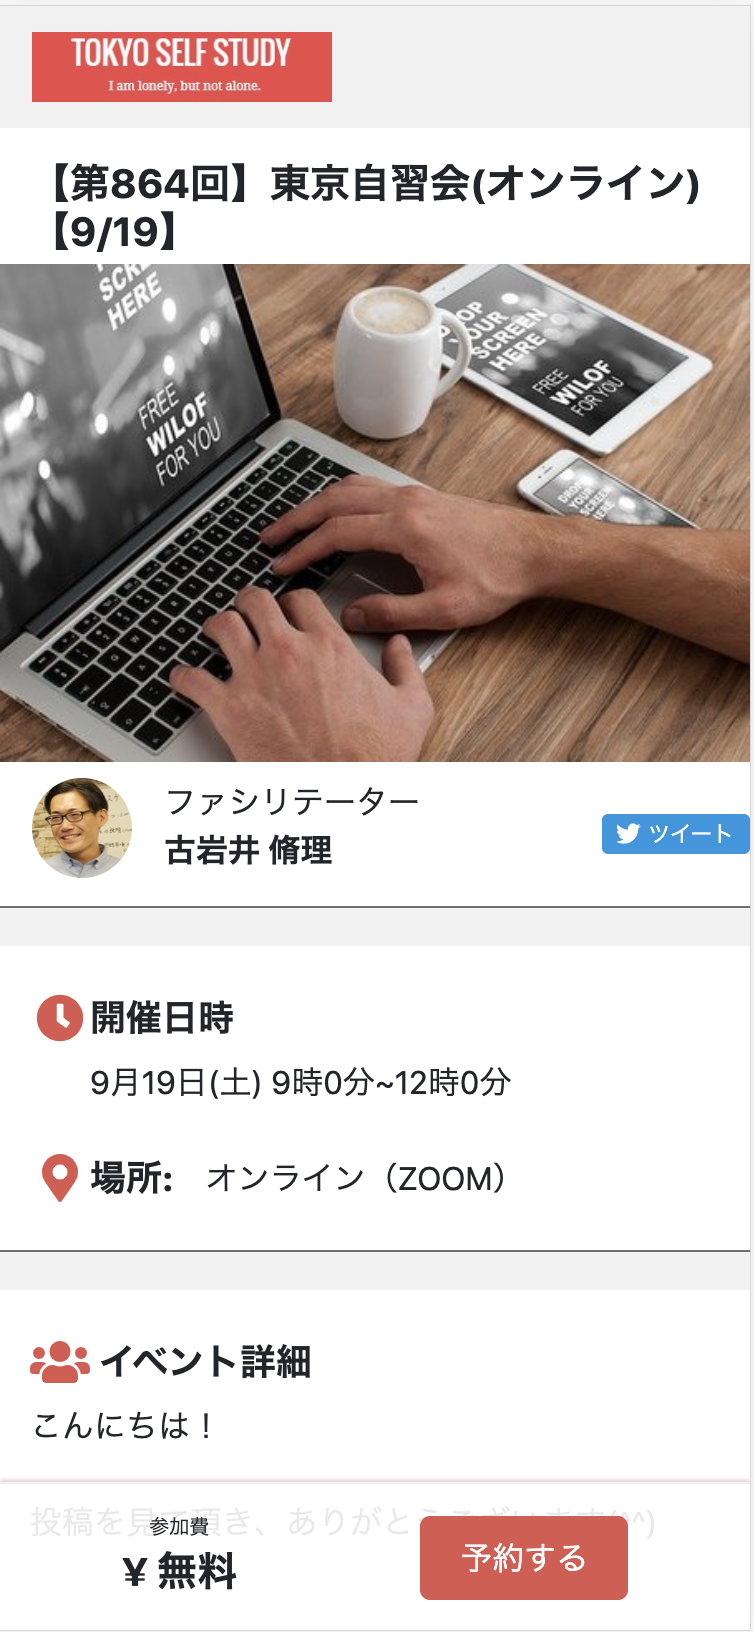 TOKYO SELF STUDY
I am lonely, but not alone.
【第864回】東京自習会(オンライン)
【9/19】
SCREEN
HERE
FREE
WILOF
FOR YOU
DROP
YOUR
SCREEN
HERE
FREE
WILOF
FOR YOU
DROP
YOUR
SCREEN
HERE
ファシリテーター
古岩井 脩理
ツイート
開催日時
9月19日(土) 9時0分~12時0分
場所: オンライン（ZOOM）
イベント詳細
こんにちは！
投稿を見て頂き、ありがとうございます(^^)
参加費
¥ 無料
予約する